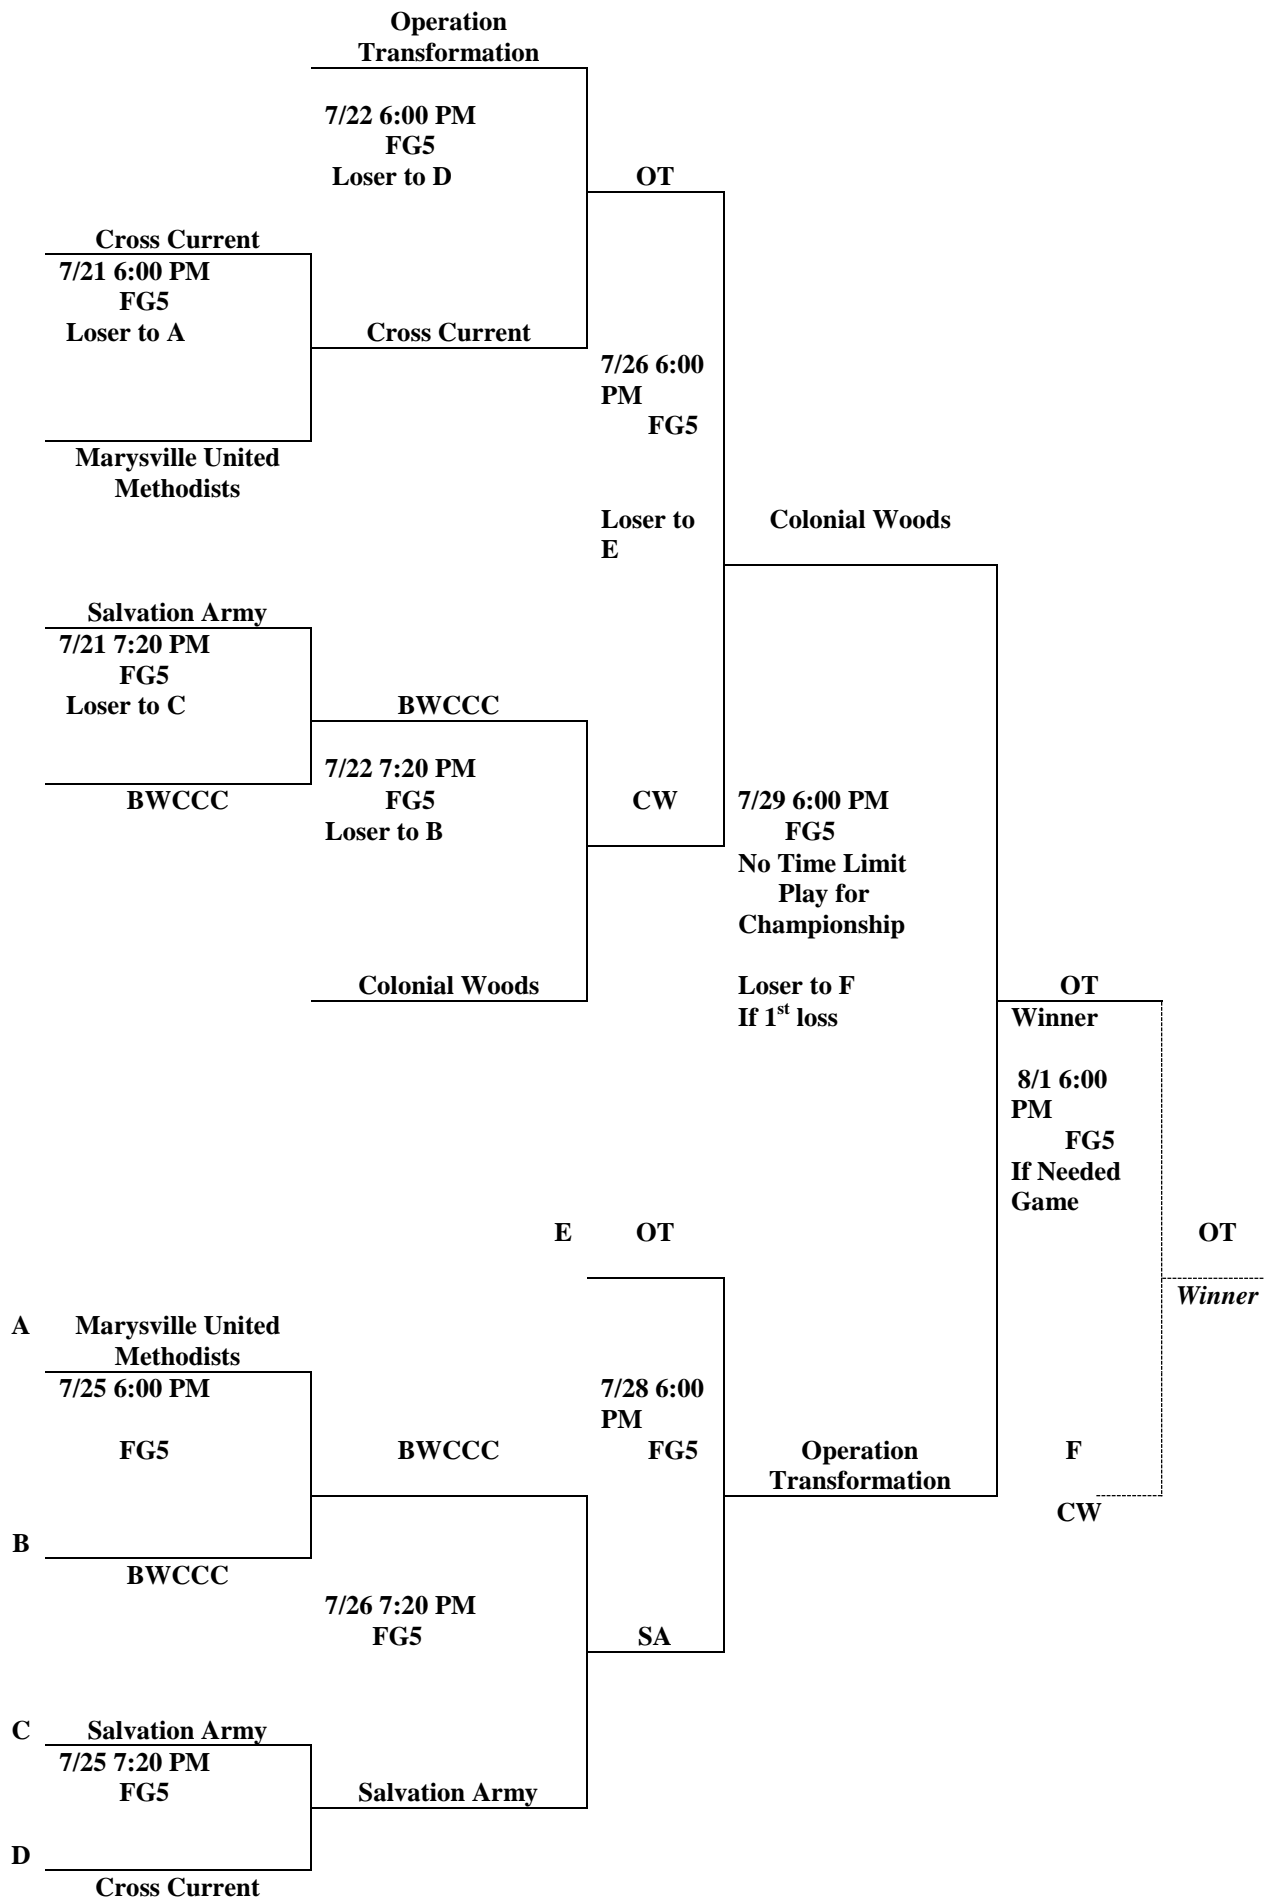 Operation
Transformation
7/22 6:00 PM
FG5
Loser to D
OT
Cross Current
7/21 6:00 PM
FG5
Loser to A
Cross Current
7/26 6:00
PM
FG5
Marysville United
Methodists
Loser to
E
Colonial Woods
Salvation Army
7/21 7:20 PM
FG5
Loser to C
BWCCC
7/22 7:20 PM
FG5
Loser to B
BWCCC
CW
7/29 6:00 PM
FG5
No Time Limit
Play for
Championship
Colonial Woods
Loser to F
If 1st loss
OT
Winner
8/1 6:00
PM
FG5
If Needed
Game
E OT
OT
Winner
A Marysville United
Methodists
7/25 6:00 PM
FG5
BWCCC
7/28 6:00
PM
FG5
Operation
Transformation
F
CW
B
BWCCC
7/26 7:20 PM
FG5
SA
C Salvation Army
7/25 7:20 PM
FG5
Salvation Army
D
Cross Current